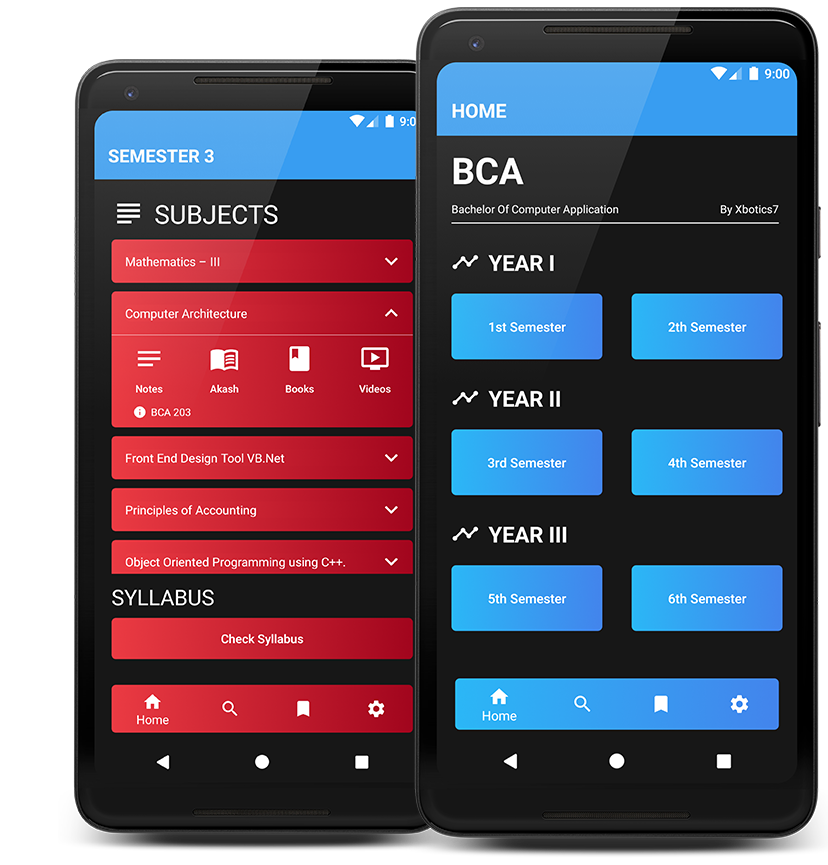 9:0
SEMESTER 3
SUBJECTS
Mathematics – III
Computer Architecture
Notes Akash Books Videos
BCA 203
Front End Design Tool VB.Net
Principles of Accounting
Object Oriented Programming using C++.
SYLLABUS
Check Syllabus
Home
9:00
HOME
BCA
Bachelor Of Computer Application By Xbotics7
YEAR I
1st Semester 2th Semester
YEAR II
3rd Semester 4th Semester
YEAR III
5th Semester 6th Semester
Home